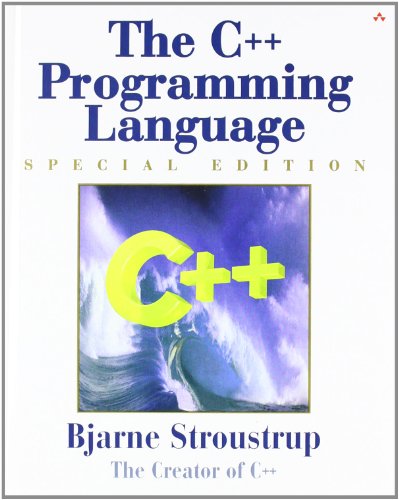 The C++
Programming
Language
SPECIAL EDITION
C++
Bjarne Stroustrup
The Creator of C++